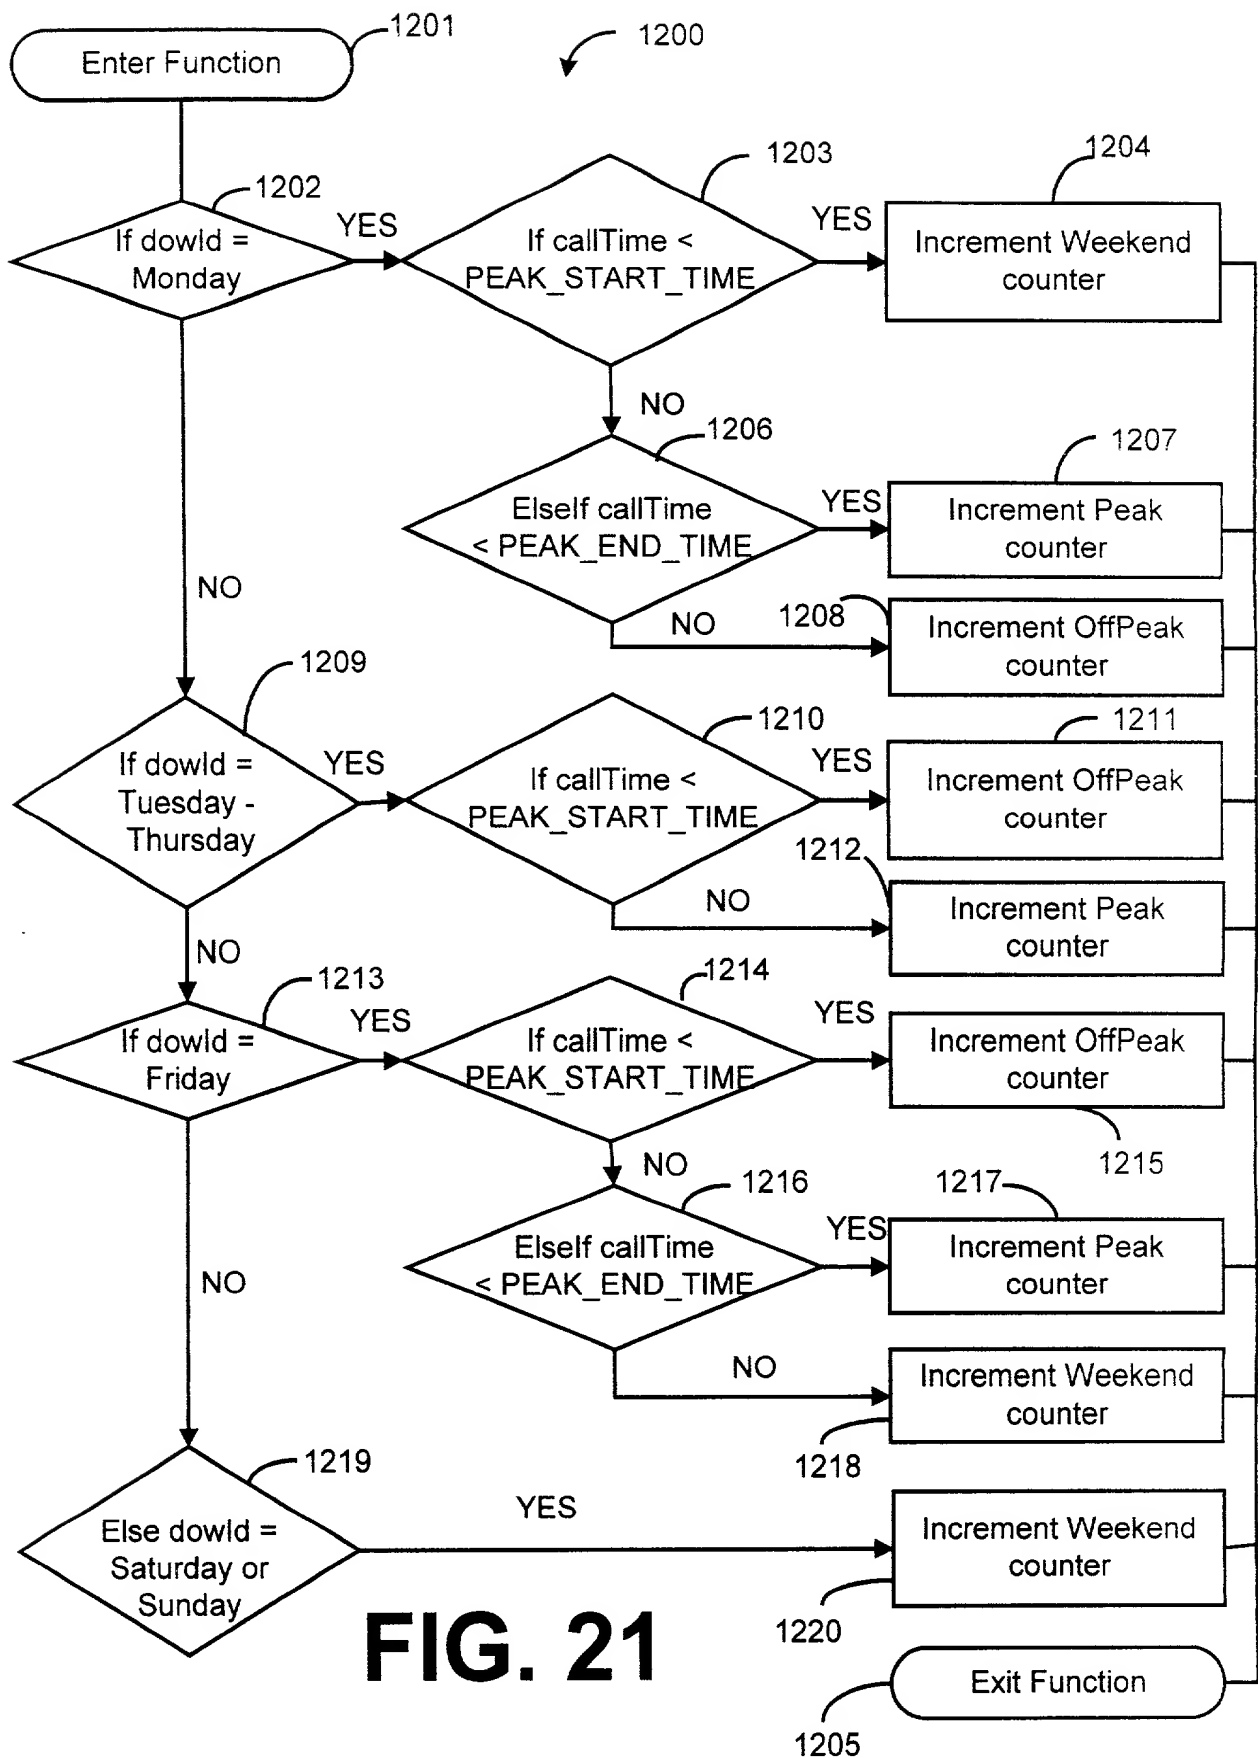 1201
1200
Enter Function
1203
1204
1202
YES
YES
If dowId =
Monday
If callTime <
PEAK_START_TIME
Increment Weekend
counter
NO
1206
1207
ElseIf callTime
< PEAK_END_TIME
YES
Increment Peak
counter
NO
1208
NO
Increment OffPeak
counter
1209
1210
1211
If dowId =
Tuesday -
Thursday
YES
If callTime <
PEAK_START_TIME
YES
Increment OffPeak
counter
1212
NO
Increment Peak
counter
NO
1213
1214
If dowId =
Friday
YES
If callTime <
PEAK_START_TIME
YES
Increment OffPeak
counter
1215
NO
1216
1217
ElseIf callTime
< PEAK_END_TIME
YES
Increment Peak
counter
NO
NO
Increment Weekend
counter
1218
1219
Else dowId =
Saturday or
Sunday
YES
Increment Weekend
counter
1220
FIG. 21
Exit Function
1205